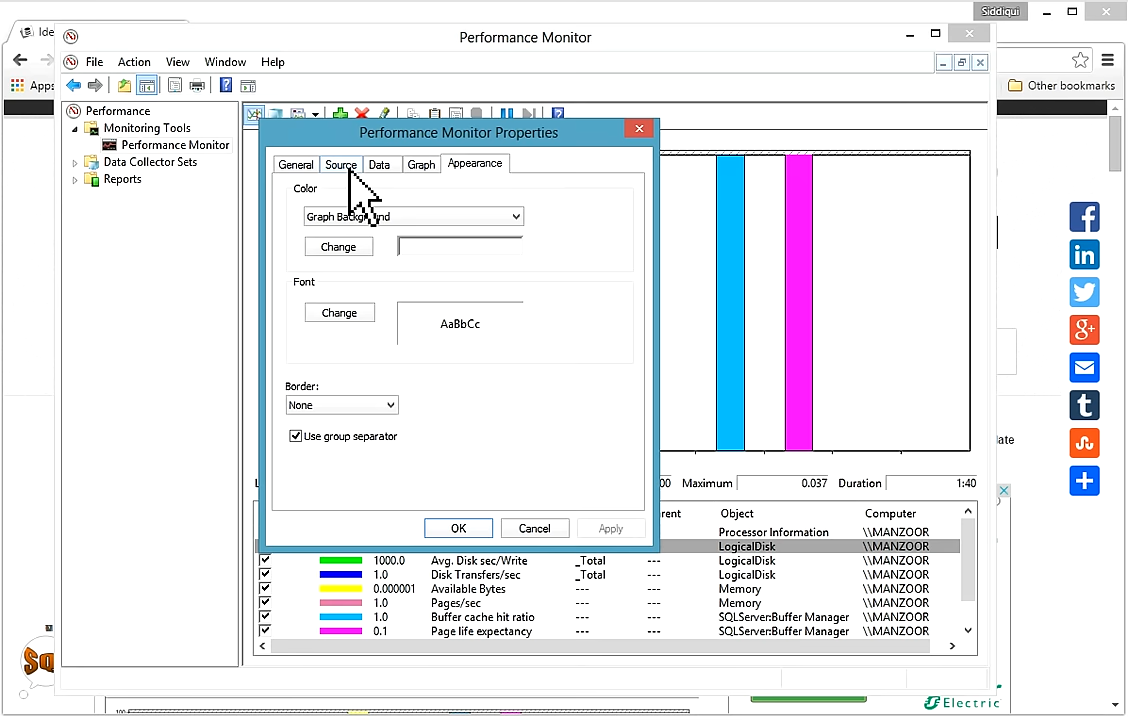 Siddiqui
Ide
Performance Monitor
File Action View Window Help
Apps
Other bookmarks
Performance
Monitoring Tools
Performance Monitor
Data Collector Sets
Reports
Performance Monitor Properties
General Source Data Graph Appearance
Color
Graph Background
Change
Font
Change
AaBbCc
Border:
None
Use group separator
OK Cancel Apply
00 Maximum 0.037 Duration 1:40
rent Object Computer
Processor Information \\MANZOOR
LogicalDisk \\MANZOOR
1000.0 Avg. Disk sec/Write _Total --- LogicalDisk \\MANZOOR
1.0 Disk Transfers/sec _Total --- LogicalDisk \\MANZOOR
0.000001 Available Bytes --- --- Memory \\MANZOOR
1.0 Pages/sec --- --- Memory \\MANZOOR
1.0 Buffer cache hit ratio --- --- SQLServer:Buffer Manager \\MANZOOR
0.1 Page life expectancy --- --- SQLServer:Buffer Manager \\MANZOOR
ate
Electric
100